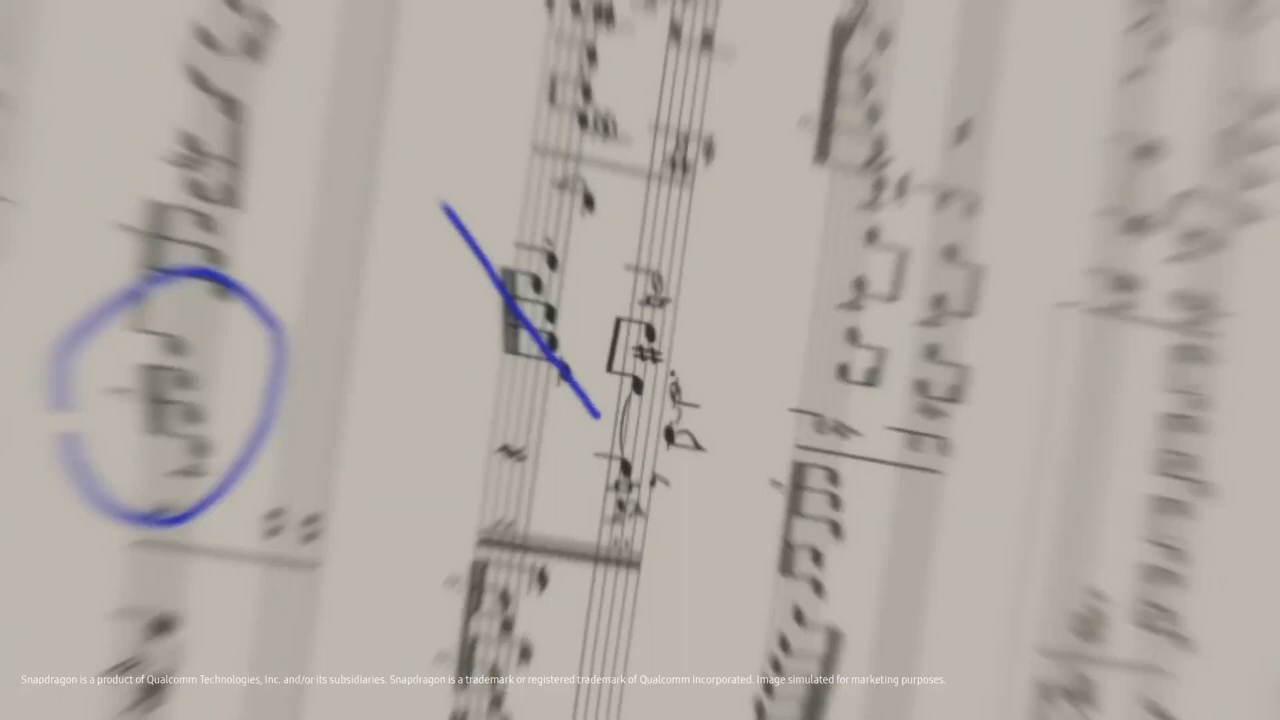 Snapdragon is a product of Qualcomm Technologies, Inc. and/or its subsidiaries. Snapdragon is a trademark or registered trademark of Qualcomm Incorporated. Image simulated for marketing purposes.